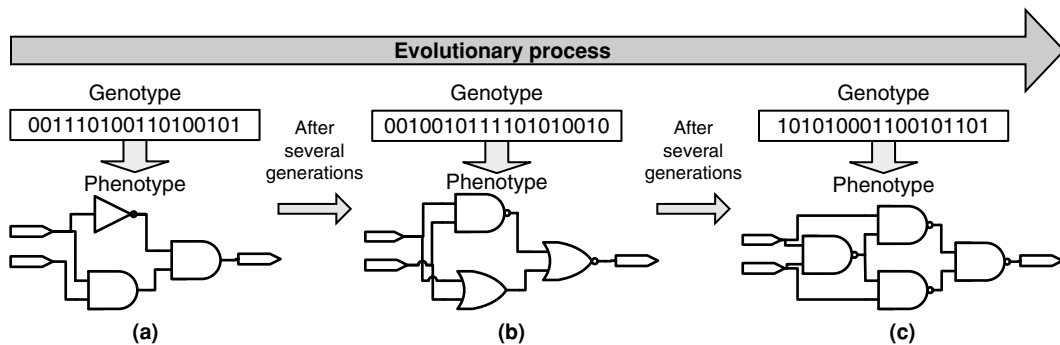 Evolutionary process
Genotype
001110100110100101
Phenotype
(a)
After
several
generations
Genotype
0010010111101010010
Phenotype
(b)
After
several
generations
Genotype
101010001100101101
Phenotype
(c)